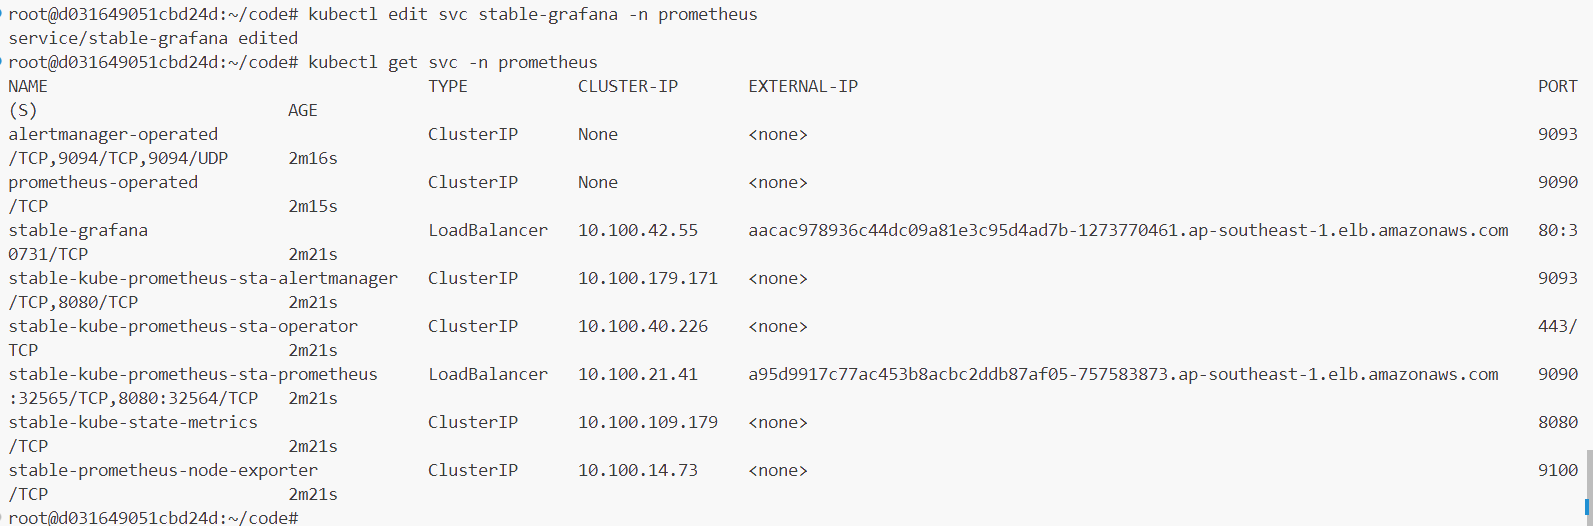 root@d031649051cbd24d:~/code# kubectl edit svc stable-grafana -n prometheus
service/stable-grafana edited
root@d031649051cbd24d:~/code# kubectl get svc -n prometheus
NAME                                      TYPE           CLUSTER-IP       EXTERNAL-IP                                                                    PORT
(S)                         AGE
alertmanager-operated                     ClusterIP      None             <none>                                                                         9093
/TCP,9094/TCP,9094/UDP      2m16s
prometheus-operated                       ClusterIP      None             <none>                                                                         9090
/TCP                        2m15s
stable-grafana                            LoadBalancer   10.100.42.55     aacac978936c44dc09a81e3c95d4ad7b-1273770461.ap-southeast-1.elb.amazonaws.com   80:3
0731/TCP                    2m21s
stable-kube-prometheus-sta-alertmanager   ClusterIP      10.100.179.171   <none>                                                                         9093
/TCP,8080/TCP               2m21s
stable-kube-prometheus-sta-operator       ClusterIP      10.100.40.226    <none>                                                                         443/
TCP                         2m21s
stable-kube-prometheus-sta-prometheus     LoadBalancer   10.100.21.41     a95d9917c77ac453b8acbc2ddb87af05-757583873.ap-southeast-1.elb.amazonaws.com    9090
:32565/TCP,8080:32564/TCP   2m21s
stable-kube-state-metrics                 ClusterIP      10.100.109.179   <none>                                                                         8080
/TCP                        2m21s
stable-prometheus-node-exporter           ClusterIP      10.100.14.73     <none>                                                                         9100
/TCP                        2m21s
root@d031649051cbd24d:~/code#